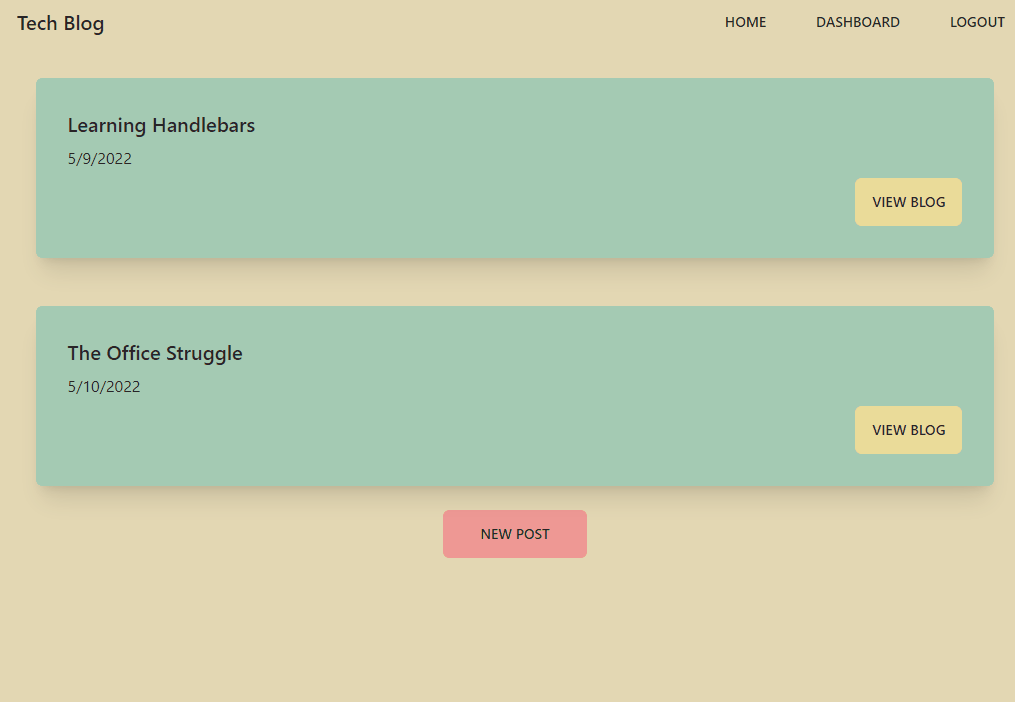 Tech Blog
HOME
DASHBOARD
LOGOUT
Learning Handlebars
5/9/2022
VIEW BLOG
The Office Struggle
5/10/2022
VIEW BLOG
NEW POST